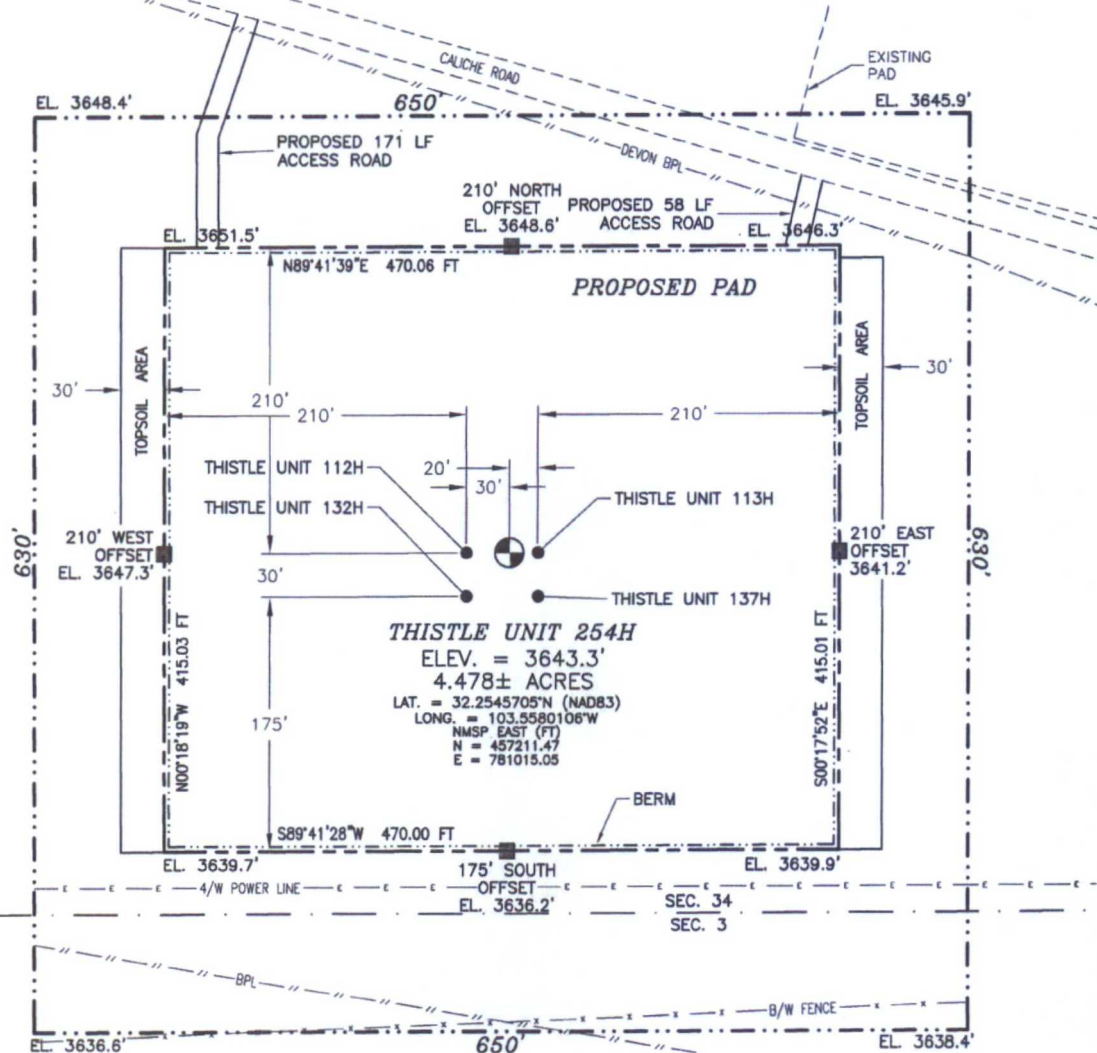 CALICHE ROAD
EXISTING
PAD
EL. 3648.4'
650'
EL. 3645.9'
PROPOSED 171 LF
ACCESS ROAD
DEVON BPL
210' NORTH
OFFSET
EL. 3648.6'
PROPOSED 58 LF
ACCESS ROAD
EL. 3651.5'
EL. 3646.3'
N89°41'39"E 470.06 FT
PROPOSED PAD
TOPSOIL AREA
TOPSOIL AREA
30'
30'
210'
210'
210'
THISTLE UNIT 112H
20'
30'
THISTLE UNIT 113H
THISTLE UNIT 132H
630'
210' WEST
OFFSET
EL. 3647.3'
210' EAST
OFFSET
3641.2'
630'
30'
THISTLE UNIT 137H
THISTLE UNIT 254H
ELEV. = 3643.3'
4.478± ACRES
LAT. = 32.2545705°N (NAD83)
LONG. = 103.5580106°W
NMSP EAST (FT)
N = 457211.47
E = 781015.05
N00°18'19"W 415.03 FT
175'
S00°17'52"E 415.01 FT
BERM
S89°41'28"W 470.00 FT
EL. 3639.7'
EL. 3639.9'
175' SOUTH
OFFSET
EL. 3636.2'
E 4/W POWER LINE E E E E E E E E E E E
SEC. 34
SEC. 3
BPL
B/W FENCE
EL. 3636.6'
650'
EL. 3638.4'